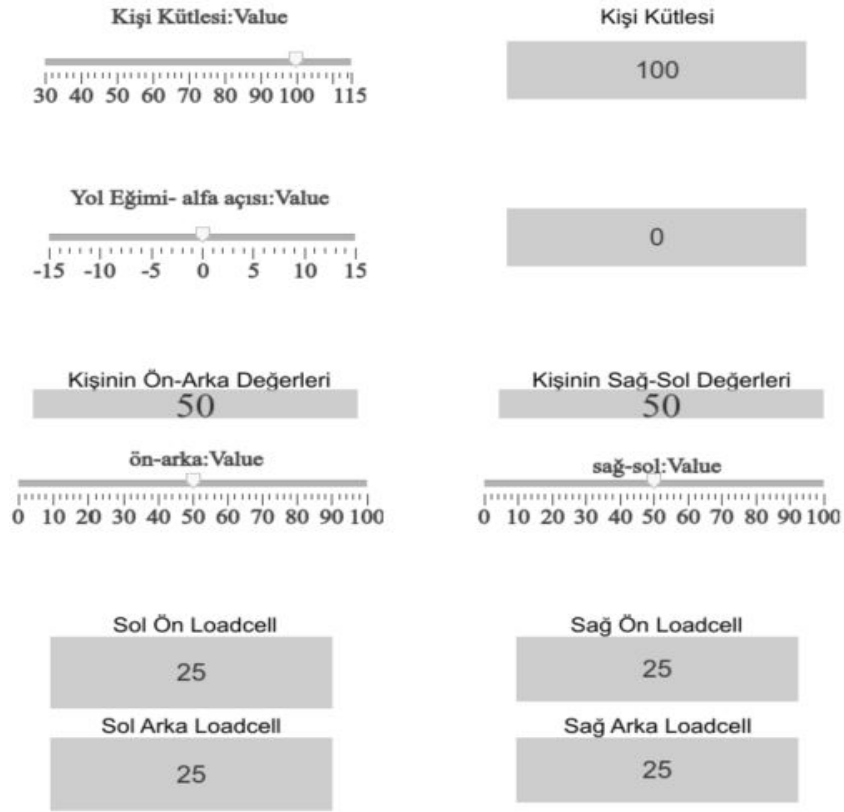 Kişi Kütlesi:Value
Kişi Kütlesi
100
30 40 50 60 70 80 90 100 115
Yol Eğimi- alfa açısı:Value
0
-15 -10 -5 0 5 10 15
Kişinin Ön-Arka Değerleri
50
Kişinin Sağ-Sol Değerleri
50
ön-arka:Value
0 10 20 30 40 50 60 70 80 90 100
sağ-sol:Value
0 10 20 30 40 50 60 70 80 90 100
Sol Ön Loadcell
25
Sağ Ön Loadcell
25
Sol Arka Loadcell
25
Sağ Arka Loadcell
25